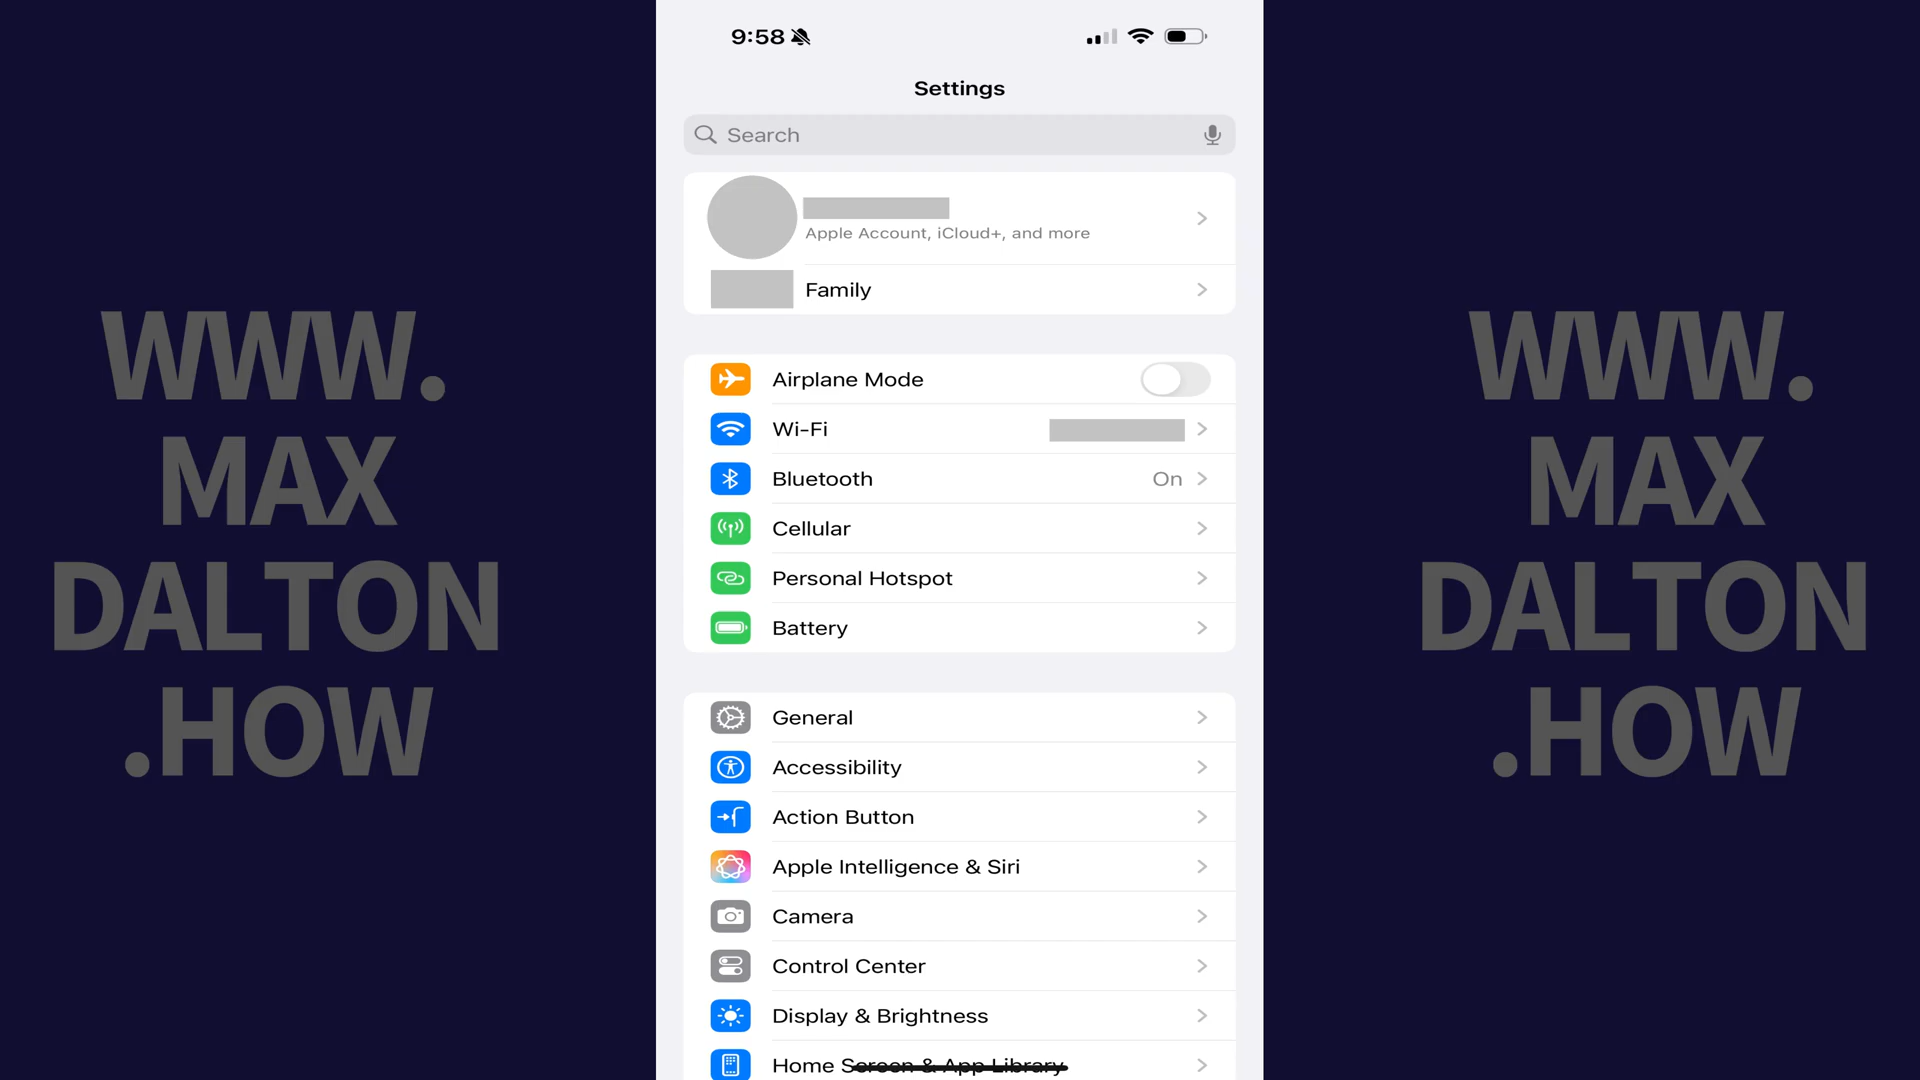 WWW.
MAX
DALTON
.HOW
9:58
Settings
Search
Apple Account, iCloud+, and more
Family
Airplane Mode
Wi-Fi
Bluetooth On
Cellular
Personal Hotspot
Battery
General
Accessibility
Action Button
Apple Intelligence & Siri
Camera
Control Center
Display & Brightness
Home Screen & App Library
WWW.
MAX
DALTON
.HOW